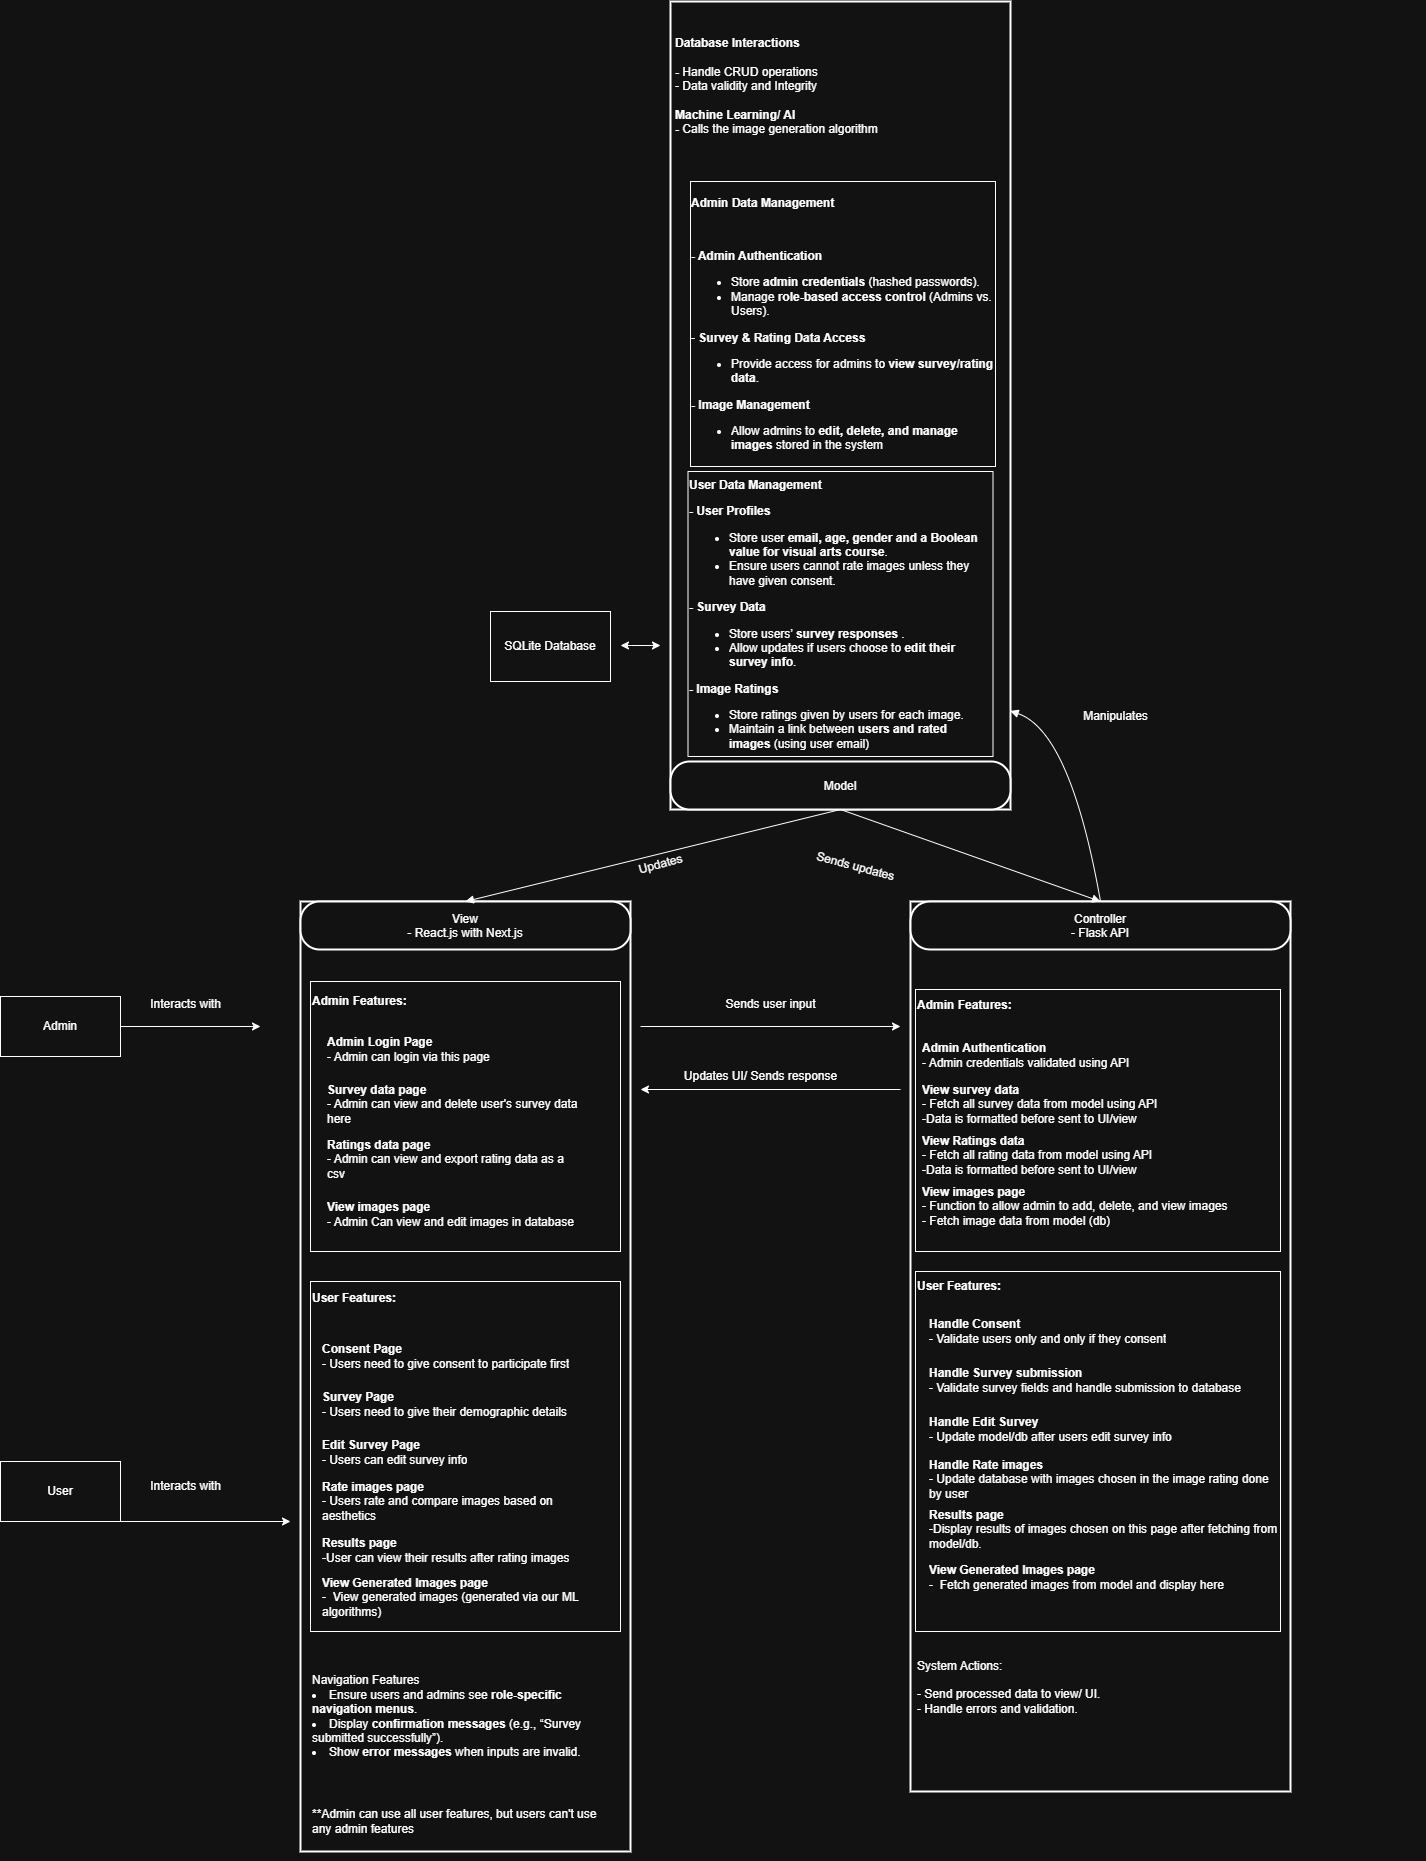 Database Interactions
- Handle CRUD operations
- Data validity and Integrity
Machine Learning/ AI
- Calls the image generation algorithm
Admin Data Management
- Admin Authentication
• Store admin credentials (hashed passwords).
• Manage role-based access control (Admins vs.
Users).
- Survey & Rating Data Access
• Provide access for admins to view survey/rating
data.
- Image Management
• Allow admins to edit, delete, and manage
images stored in the system
User Data Management
- User Profiles
• Store user email, age, gender and a Boolean
value for visual arts course.
• Ensure users cannot rate images unless they
have given consent.
- Survey Data
• Store users' survey responses .
• Allow updates if users choose to edit their
survey info.
- Image Ratings
• Store ratings given by users for each image.
• Maintain a link between users and rated
images (using user email)
Model
SQLite Database
Manipulates
Updates
Sends updates
View
- React.js with Next.js
Admin Features:
Admin Login Page
- Admin can login via this page
Survey data page
- Admin can view and delete user's survey data
here
Ratings data page
- Admin can view and export rating data as a
csv
View images page
- Admin Can view and edit images in database
User Features:
Consent Page
- Users need to give consent to participate first
Survey Page
- Users need to give their demographic details
Edit Survey Page
- Users can edit survey info
Rate images page
- Users rate and compare images based on
aesthetics
Results page
-User can view their results after rating images
View Generated Images page
- View generated images (generated via our ML
algorithms)
Navigation Features
• Ensure users and admins see role-specific
navigation menus.
• Display confirmation messages (e.g., “Survey
submitted successfully”).
• Show error messages when inputs are invalid.
**Admin can use all user features, but users can't use
any admin features
Admin
Interacts with
User
Interacts with
Sends user input
Updates UI/ Sends response
Controller
- Flask API
Admin Features:
Admin Authentication
- Admin credentials validated using API
View survey data
- Fetch all survey data from model using API
-Data is formatted before sent to UI/view
View Ratings data
- Fetch all rating data from model using API
-Data is formatted before sent to UI/view
View images page
- Function to allow admin to add, delete, and view images
- Fetch image data from model (db)
User Features:
Handle Consent
- Validate users only and only if they consent
Handle Survey submission
- Validate survey fields and handle submission to database
Handle Edit Survey
- Update model/db after users edit survey info
Handle Rate images
- Update database with images chosen in the image rating done
by user
Results page
-Display results of images chosen on this page after fetching from
model/db.
View Generated Images page
- Fetch generated images from model and display here
System Actions:
- Send processed data to view/ UI.
- Handle errors and validation.